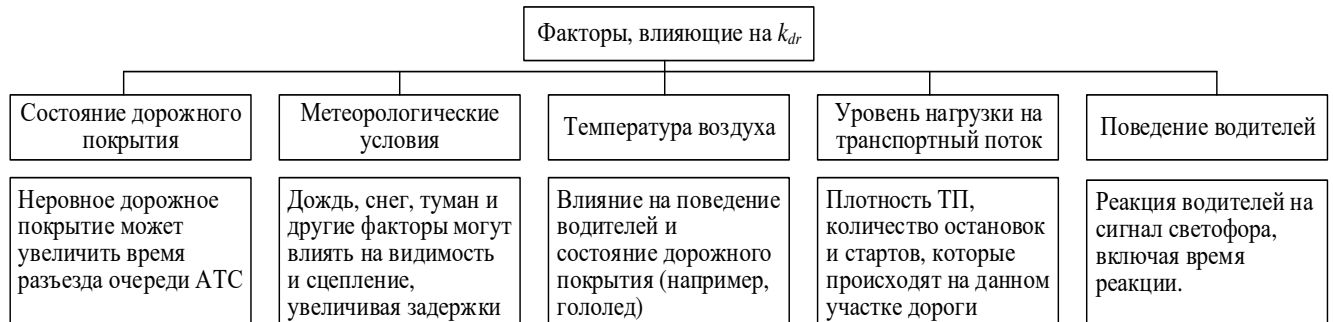 Факторы, влияющие на k_dr
Состояние дорожного
покрытия
Метеорологические
условия
Температура воздуха
Уровень нагрузки на
транспортный поток
Поведение водителей
Неровное дорожное
покрытие может
увеличить время
разъезда очереди АТС
Дождь, снег, туман и
другие факторы могут
влиять на видимость
и сцепление,
увеличивая задержки
Влияние на поведение
водителей и
состояние дорожного
покрытия (например,
гололед)
Плотность ТП,
количество остановок
и стартов, которые
происходят на данном
участке дороги
Реакция водителей на
сигнал светофора,
включая время
реакции.